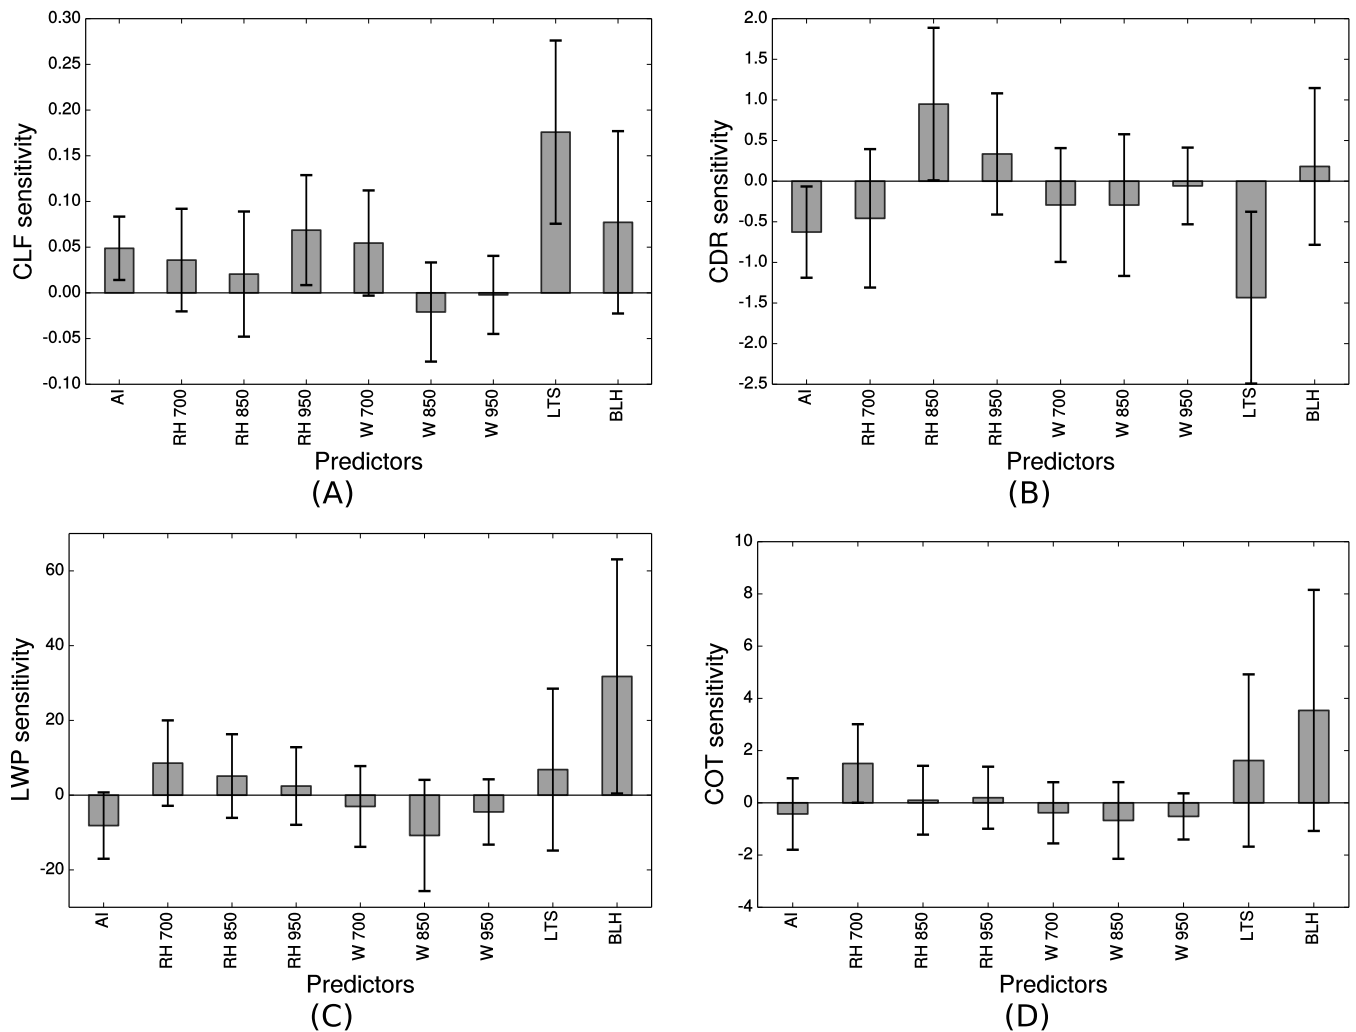 0.30
0.25
0.20
0.15
0.10
0.05
0.00
-0.05
-0.10
CLF sensitivity
AI
RH 700
RH 850
RH 950
W 700
W 850
W 950
LTS
BLH
Predictors
(A)
2.0
1.5
1.0
0.5
0.0
-0.5
-1.0
-1.5
-2.0
-2.5
CDR sensitivity
AI
RH 700
RH 850
RH 950
W 700
W 850
W 950
LTS
BLH
Predictors
(B)
60
40
20
0
-20
LWP sensitivity
AI
RH 700
RH 850
RH 950
W 700
W 850
W 950
LTS
BLH
Predictors
(C)
10
8
6
4
2
0
-2
-4
COT sensitivity
AI
RH 700
RH 850
RH 950
W 700
W 850
W 950
LTS
BLH
Predictors
(D)